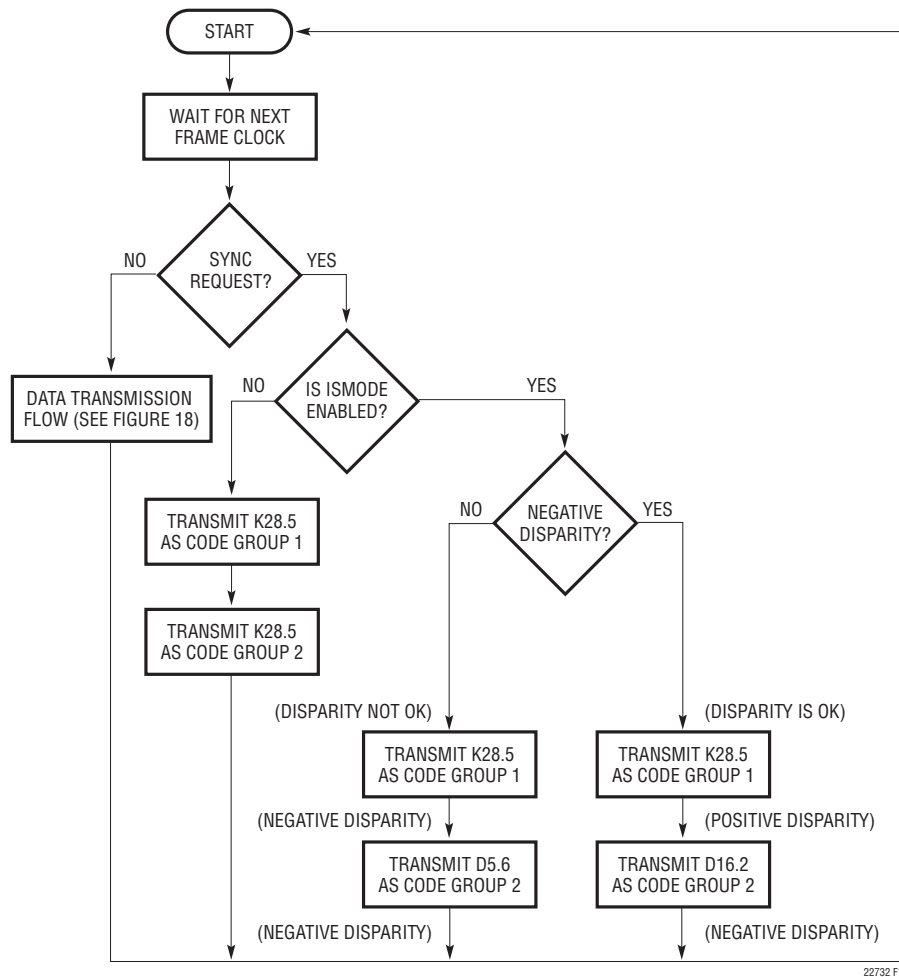 START
WAIT FOR NEXT
FRAME CLOCK
SYNC
REQUEST?
NO
YES
DATA TRANSMISSION
FLOW (SEE FIGURE 18)
IS ISMODE
ENABLED?
NO
YES
TRANSMIT K28.5
AS CODE GROUP 1
TRANSMIT K28.5
AS CODE GROUP 2
NEGATIVE
DISPARITY?
NO
YES
(DISPARITY NOT OK)
TRANSMIT K28.5
AS CODE GROUP 1
(NEGATIVE DISPARITY)
TRANSMIT D5.6
AS CODE GROUP 2
(NEGATIVE DISPARITY)
(DISPARITY IS OK)
TRANSMIT K28.5
AS CODE GROUP 1
(POSITIVE DISPARITY)
TRANSMIT D16.2
AS CODE GROUP 2
(NEGATIVE DISPARITY)
22732 F